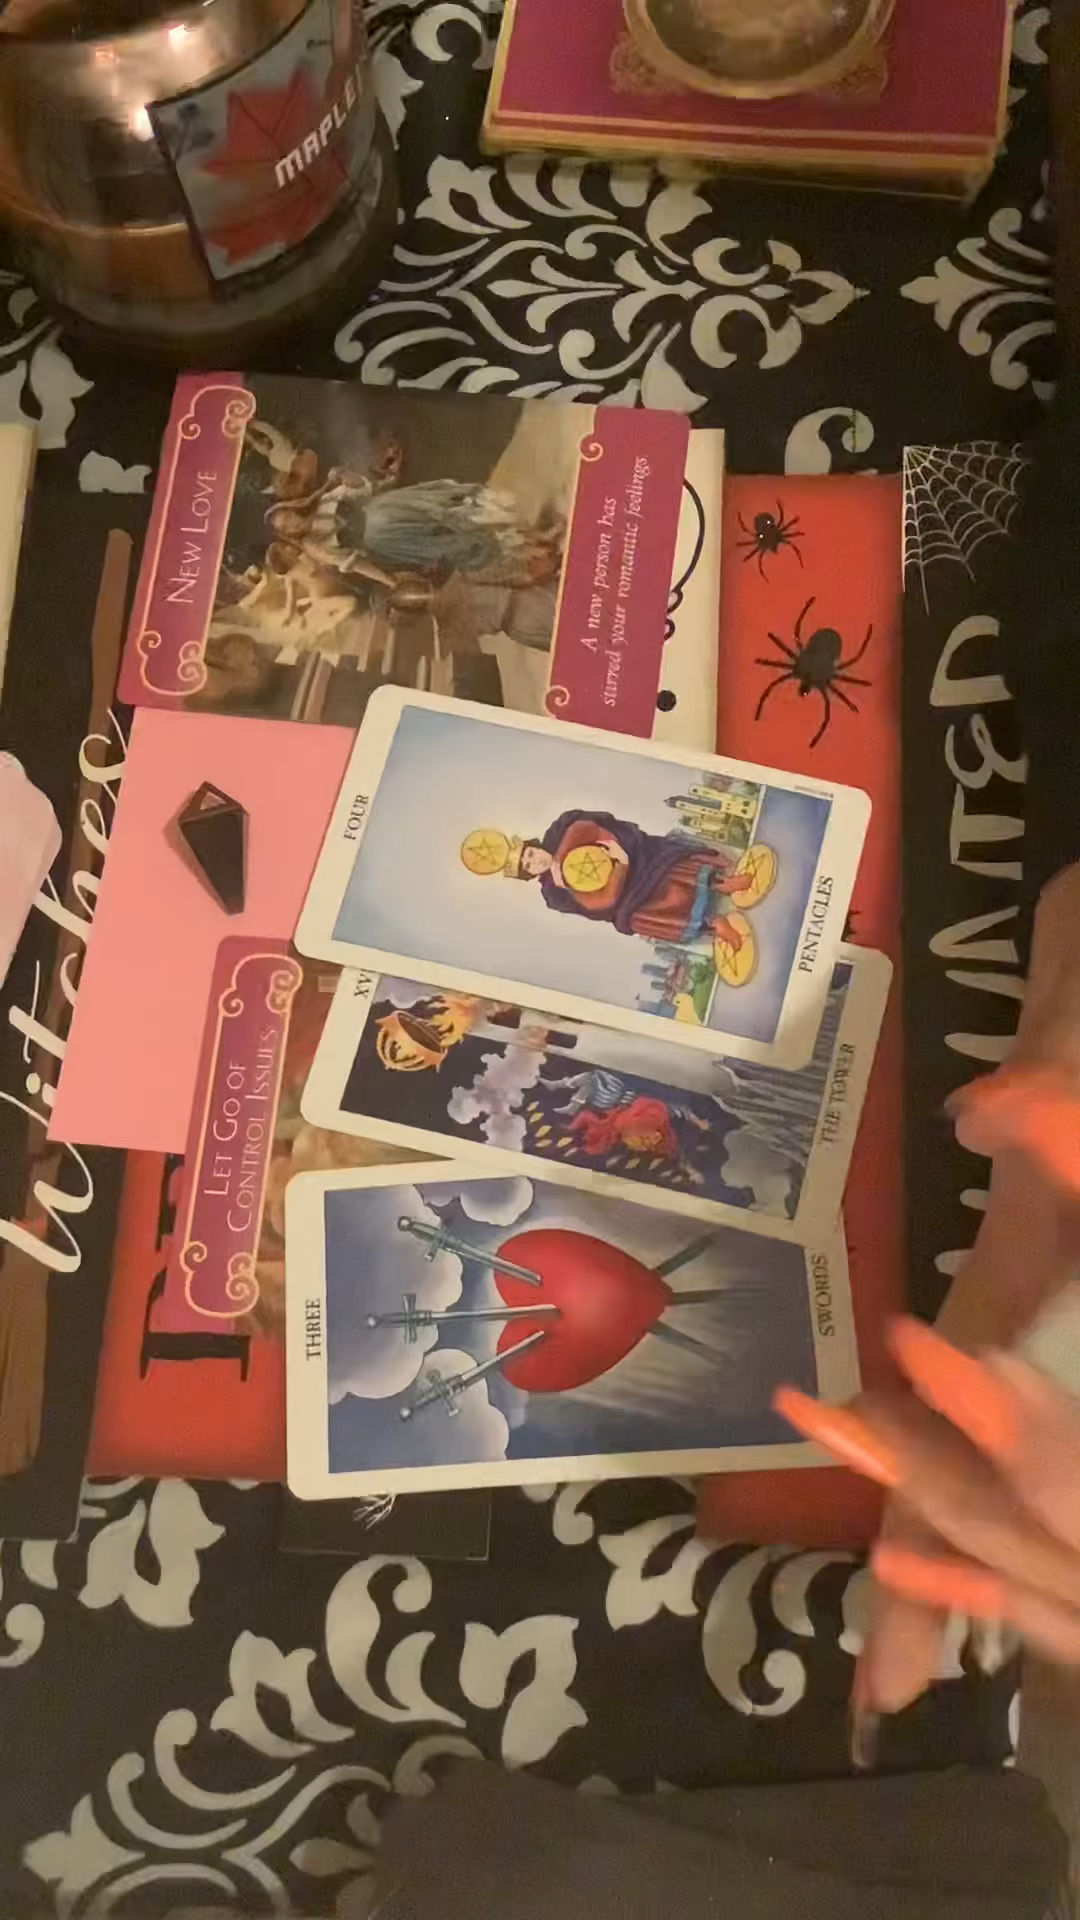 MAPLE
NEW LOVE
A new person has
stirred your romantic feelings.
FOUR
PENTACLES
XVI
THE TOWER
LET GO OF
CONTROL ISSUES
THREE
SWORDS
Witches
HAUNTED